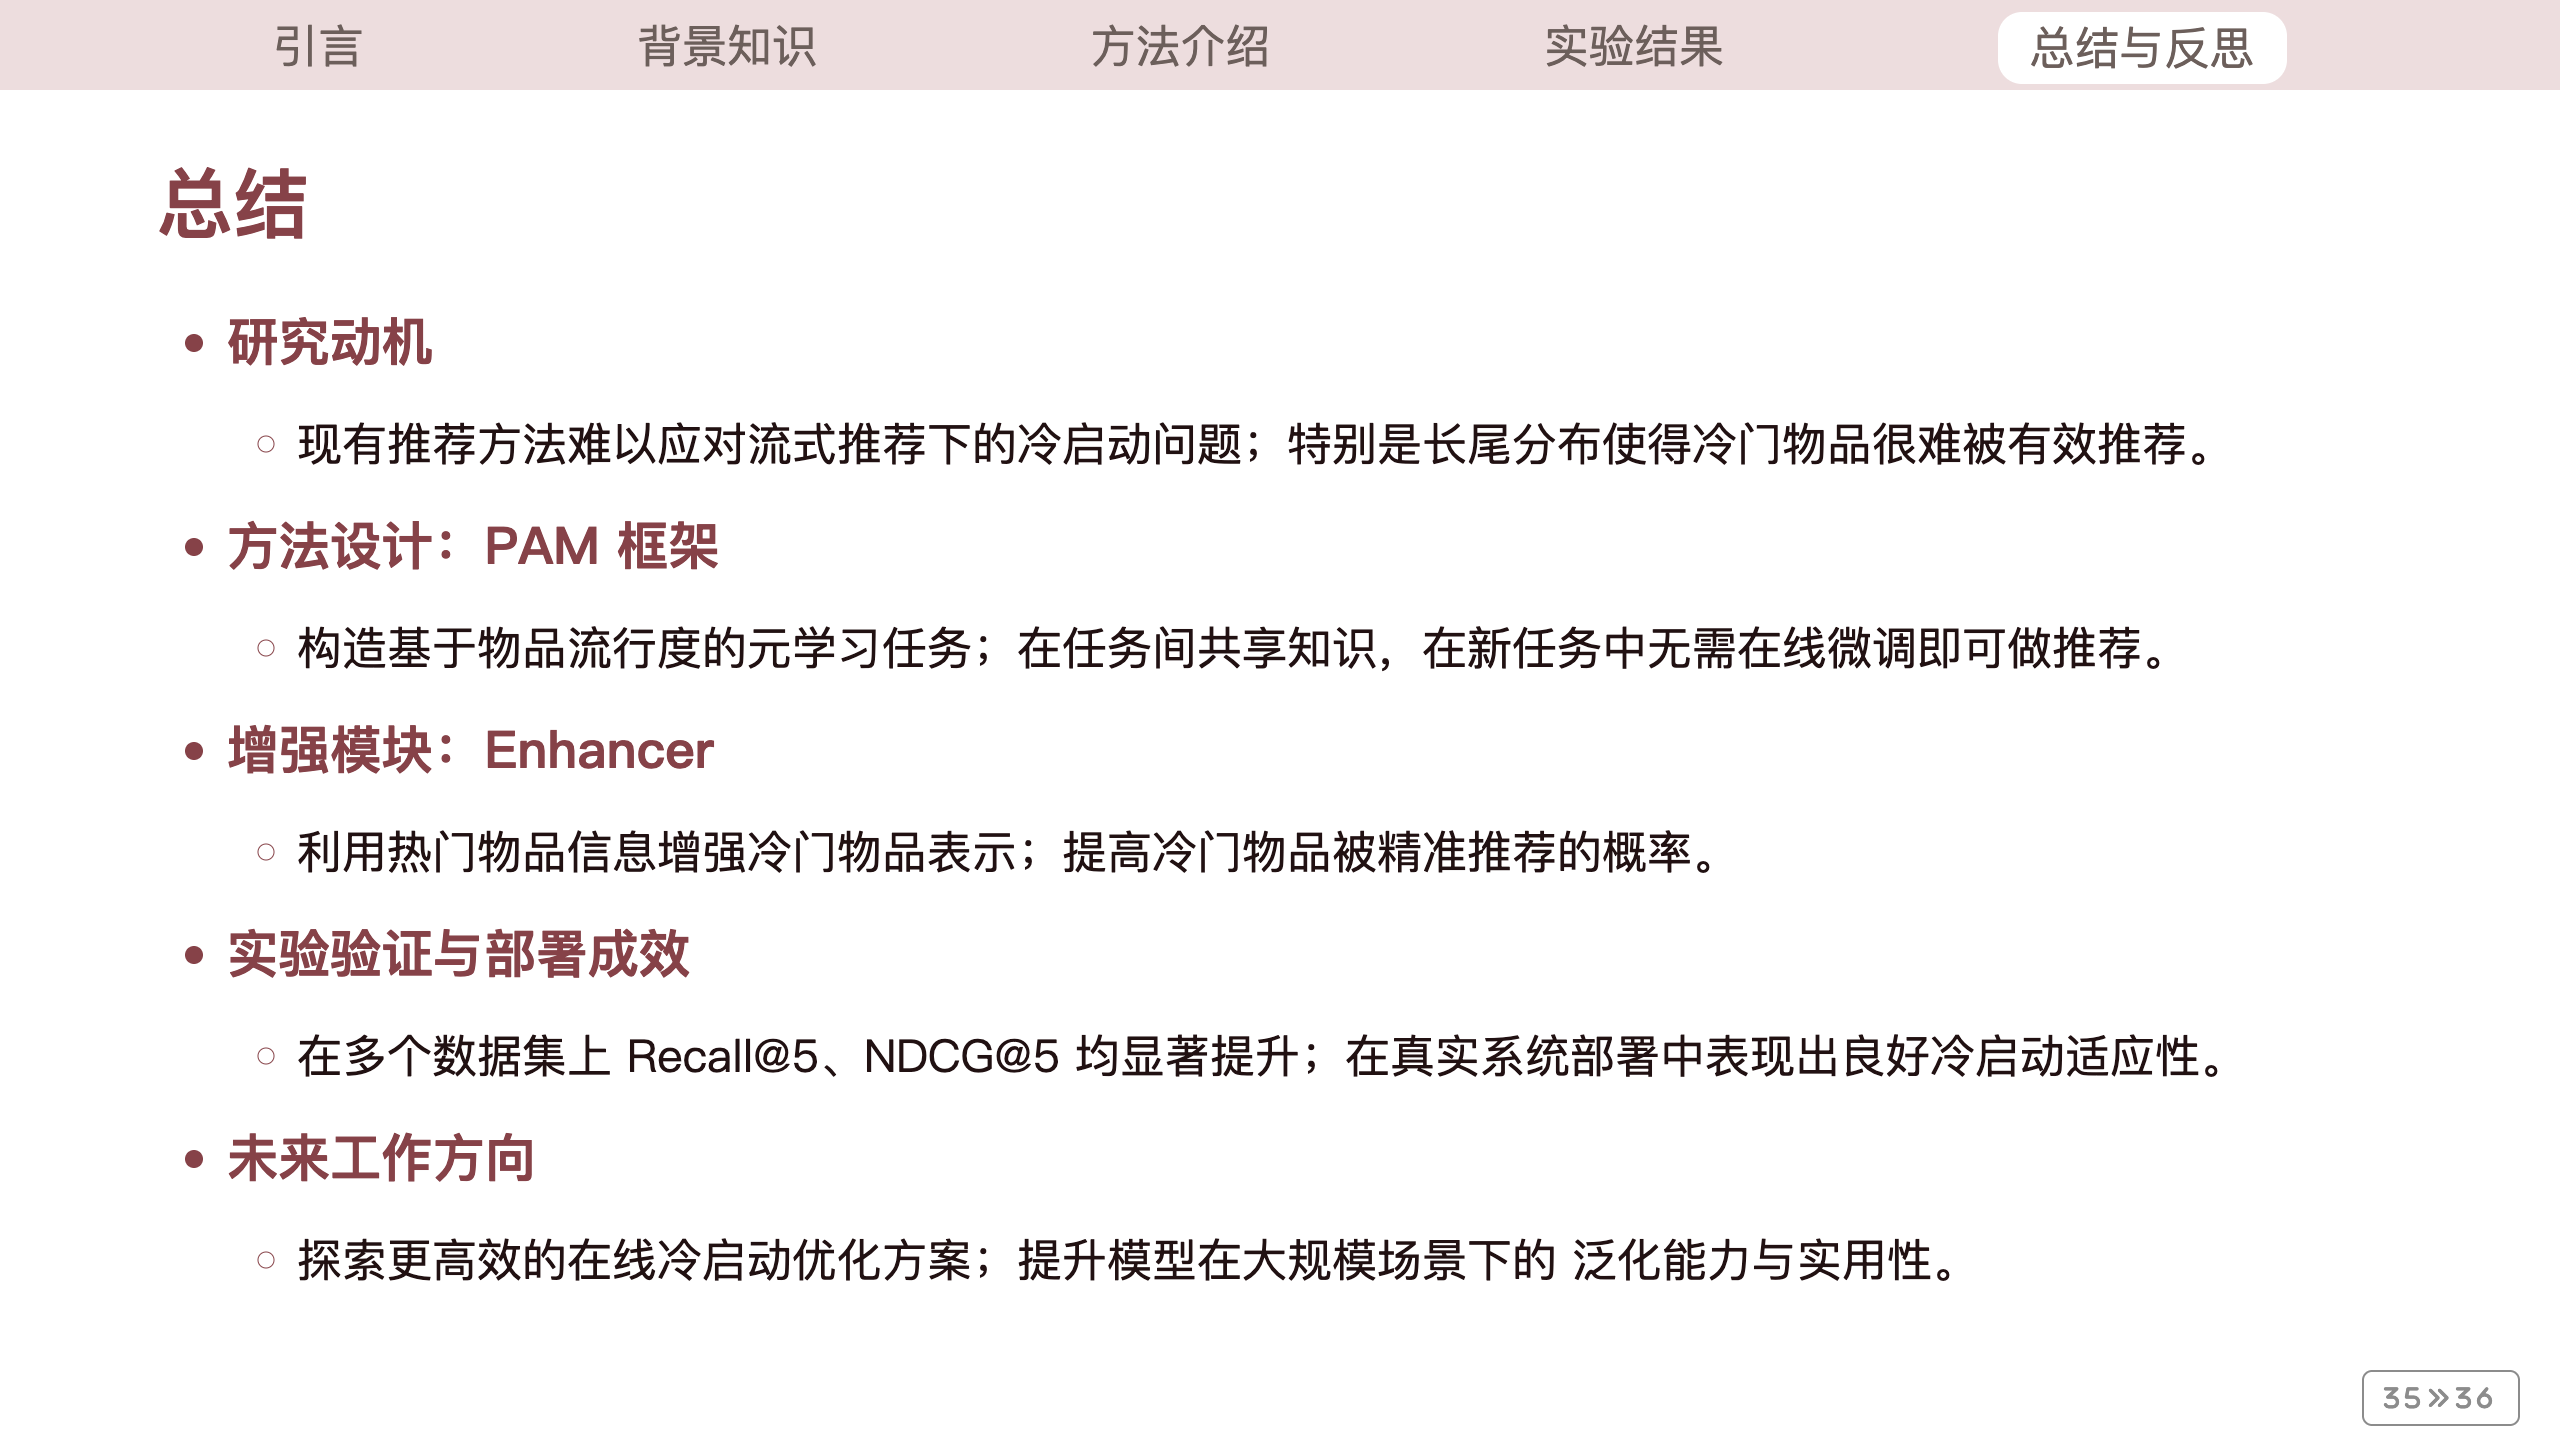 引言 背景知识 方法介绍 实验结果 总结与反思
总结
研究动机
现有推荐方法难以应对流式推荐下的冷启动问题；特别是长尾分布使得冷门物品很难被有效推荐。
方法设计：PAM 框架
构造基于物品流行度的元学习任务；在任务间共享知识，在新任务中无需在线微调即可做推荐。
增强模块：Enhancer
利用热门物品信息增强冷门物品表示；提高冷门物品被精准推荐的概率。
实验验证与部署成效
在多个数据集上 Recall@5、NDCG@5 均显著提升；在真实系统部署中表现出良好冷启动适应性。
未来工作方向
探索更高效的在线冷启动优化方案；提升模型在大规模场景下的 泛化能力与实用性。
35»36